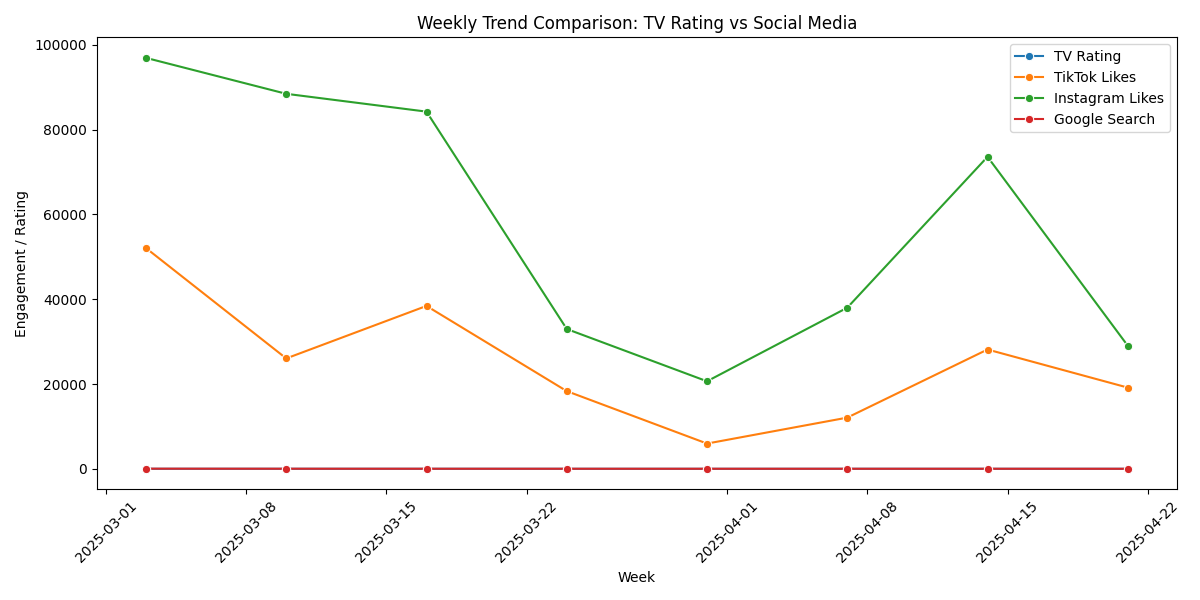 Weekly Trend Comparison: TV Rating vs Social Media
TV Rating
TikTok Likes
Instagram Likes
Google Search
Engagement / Rating
100000
80000
60000
40000
20000
0
2025-03-01
2025-03-08
2025-03-15
2025-03-22
2025-04-01
2025-04-08
2025-04-15
2025-04-22
Week